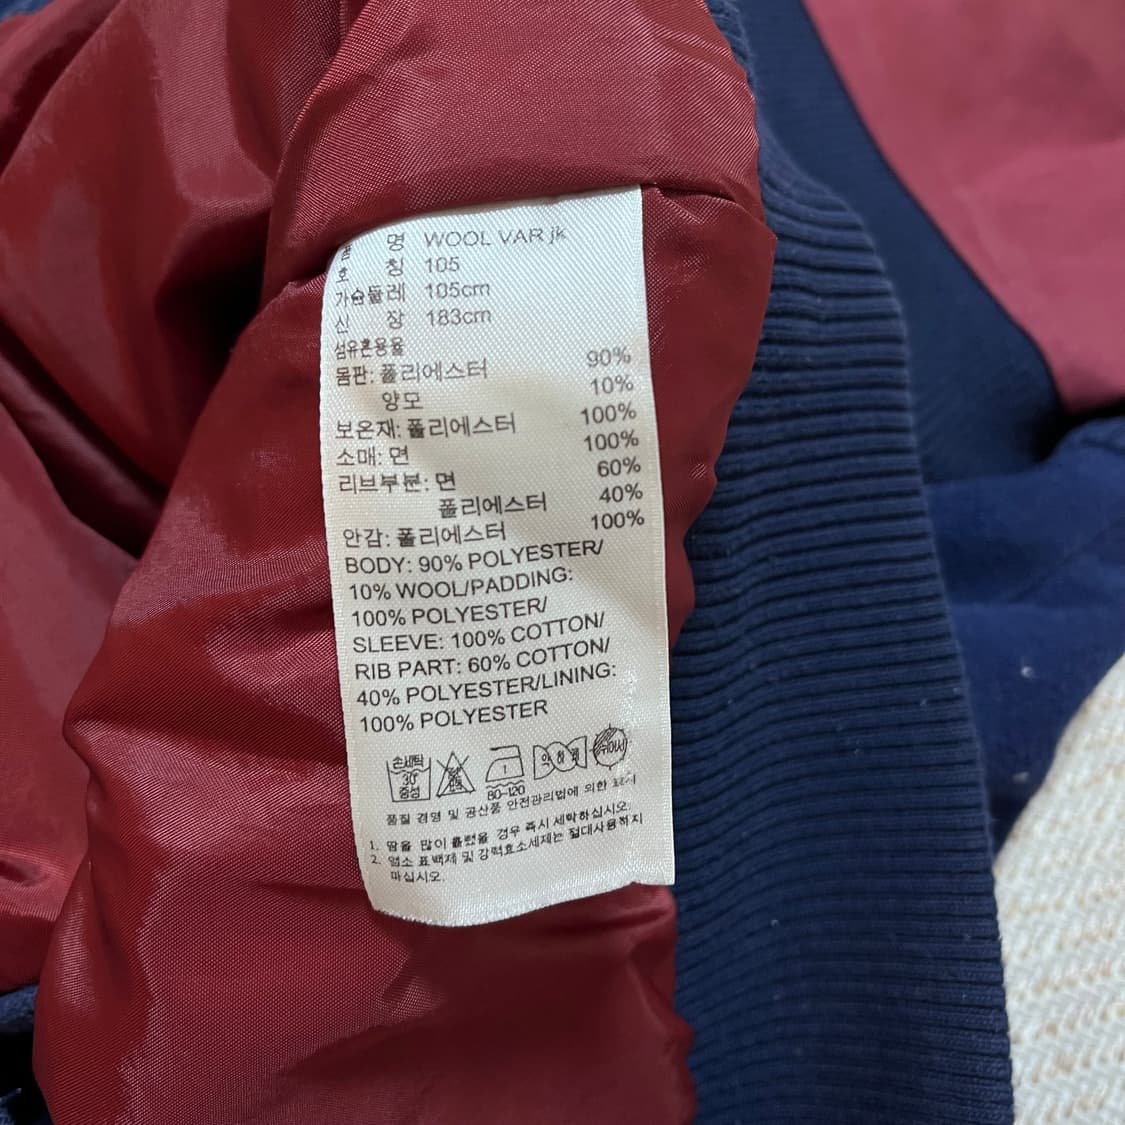 품 명 WOOL VAR jk
호 칭 105
가슴둘레 105cm
신 장 183cm
섬유혼용율
몸판: 폴리에스터 90%
양모 10%
보온재: 폴리에스터 100%
소매: 면 100%
리브부분: 면 60%
폴리에스터 40%
안감: 폴리에스터 100%
BODY: 90% POLYESTER/
10% WOOL/PADDING:
100% POLYESTER/
SLEEVE: 100% COTTON/
RIB PART: 60% COTTON/
40% POLYESTER/LINING:
100% POLYESTER
손세탁
30°
중성
1
80~120
약하게
품질 경영 및 공산품 안전관리법에 의한 표시
1. 땀을 많이 흘렸을 경우 즉시 세탁하십시오.
2. 염소 표백제 및 강력효소세제는 절대사용하지
마십시오.